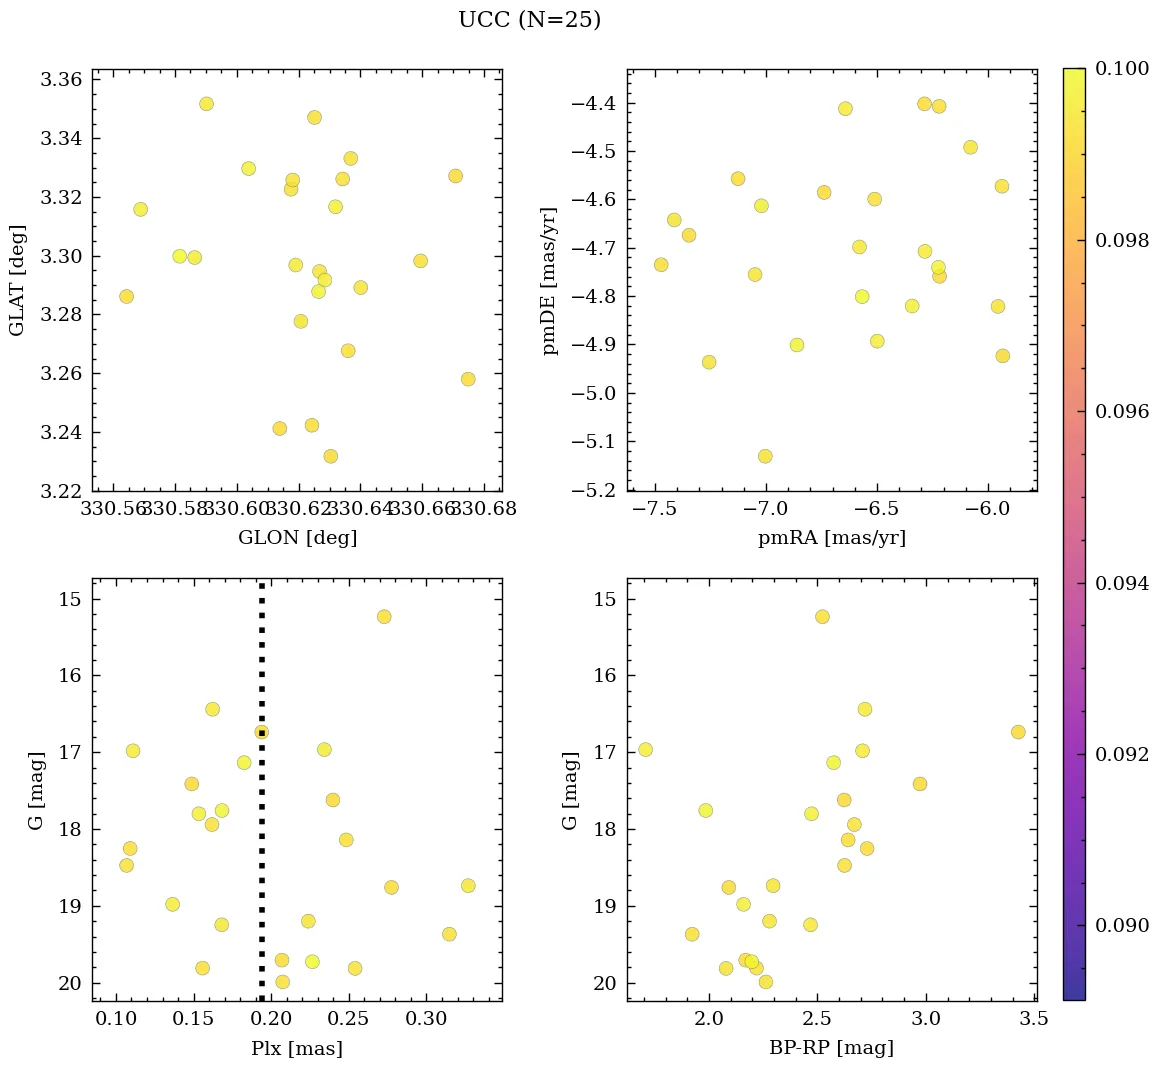 UCC (N=25)
3.36
3.34
3.32
3.30
3.28
3.26
3.24
3.22
GLAT [deg]
330.56 330.58 330.60 330.62 330.64 330.66 330.68
GLON [deg]
−4.4
−4.5
−4.6
−4.7
−4.8
−4.9
−5.0
−5.1
−5.2
pmDE [mas/yr]
−7.5 −7.0 −6.5 −6.0
pmRA [mas/yr]
15
16
17
18
19
20
G [mag]
0.10 0.15 0.20 0.25 0.30
Plx [mas]
15
16
17
18
19
20
G [mag]
2.0 2.5 3.0 3.5
BP-RP [mag]
0.100
0.098
0.096
0.094
0.092
0.090